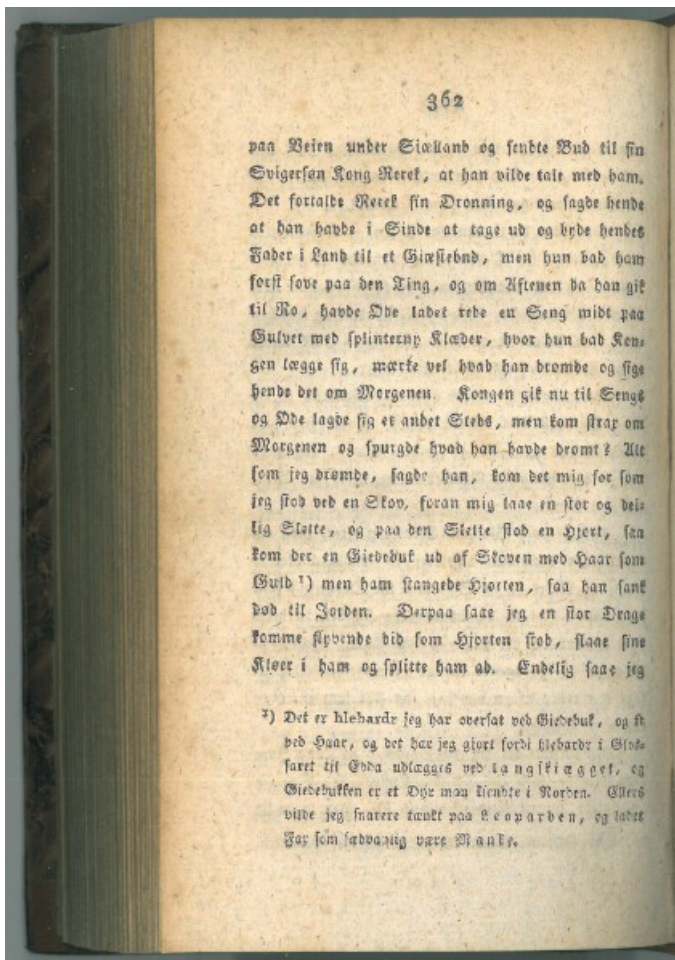 362
paa Veien under Siælland og sendte Bud til sin
Svigersøn Kong Rerek, at han vilde tale med ham.
Det fortalde Rerek sin Dronning, og sagde hende
at han havde i Sinde at tage ud og byde hendes
Fader i Land til et Giæstebud, men hun bad ham
først sove paa den Ting, og om Aftenen da han gik
til Ro, havde Ode ladet rede en Seng midt paa
Gulvet med splinterny Klæder, hvor hun bad Kon-
gen lægge sig, mærke vel hvad han drømde og sige
hende det om Morgenen. Kongen gik nu til Sengs
og Ode lagde sig et andet Steds, men kom strax om
Morgenen og spurgde hvad han havde drømt? Alt
som jeg drømde, sagde han, kom det mig for som
jeg stod ved en Skov, foran mig laae en stor og dei-
lig Slette, og paa den Slette stod en Hjort, saa
kom der en Giedebuk ud af Skoven med Haar som
Guld ¹) men ham stangede Hjorten, saa han sank
død til Jorden. Derpaa saae jeg en stor Drage
komme flyvende did som Hjorten stod, slaae sine
Kløer i ham og splitte ham ad. Endelig saae jeg
¹) Det er hlebardr jeg har oversat ved Giedebuk, og
ved Haar, og det har jeg gjort fordi hlebardr i Glos-
saret til Edda udlægges ved langskiægget, og
Giedebukken er et Dyr man kiendte i Norden. Ellers
vilde jeg snarere tænkt paa Leoparden, og ladet
Fax som sædvanlig være Manke.